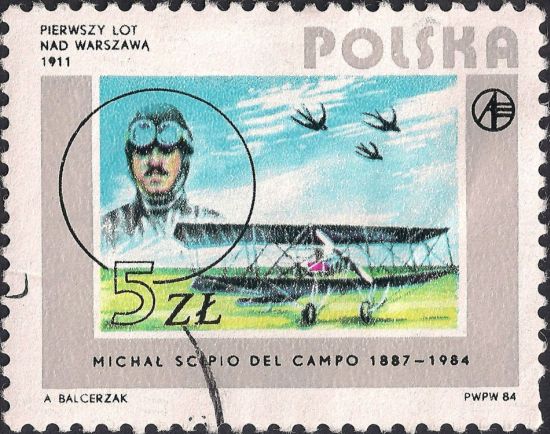 PIERWSZY LOT
NAD WARSZAWĄ
1911
POLSKA
5 ZŁ
MICHAŁ SCIPIO DEL CAMPO 1887-1984
A BALCERZAK
PWPW 84